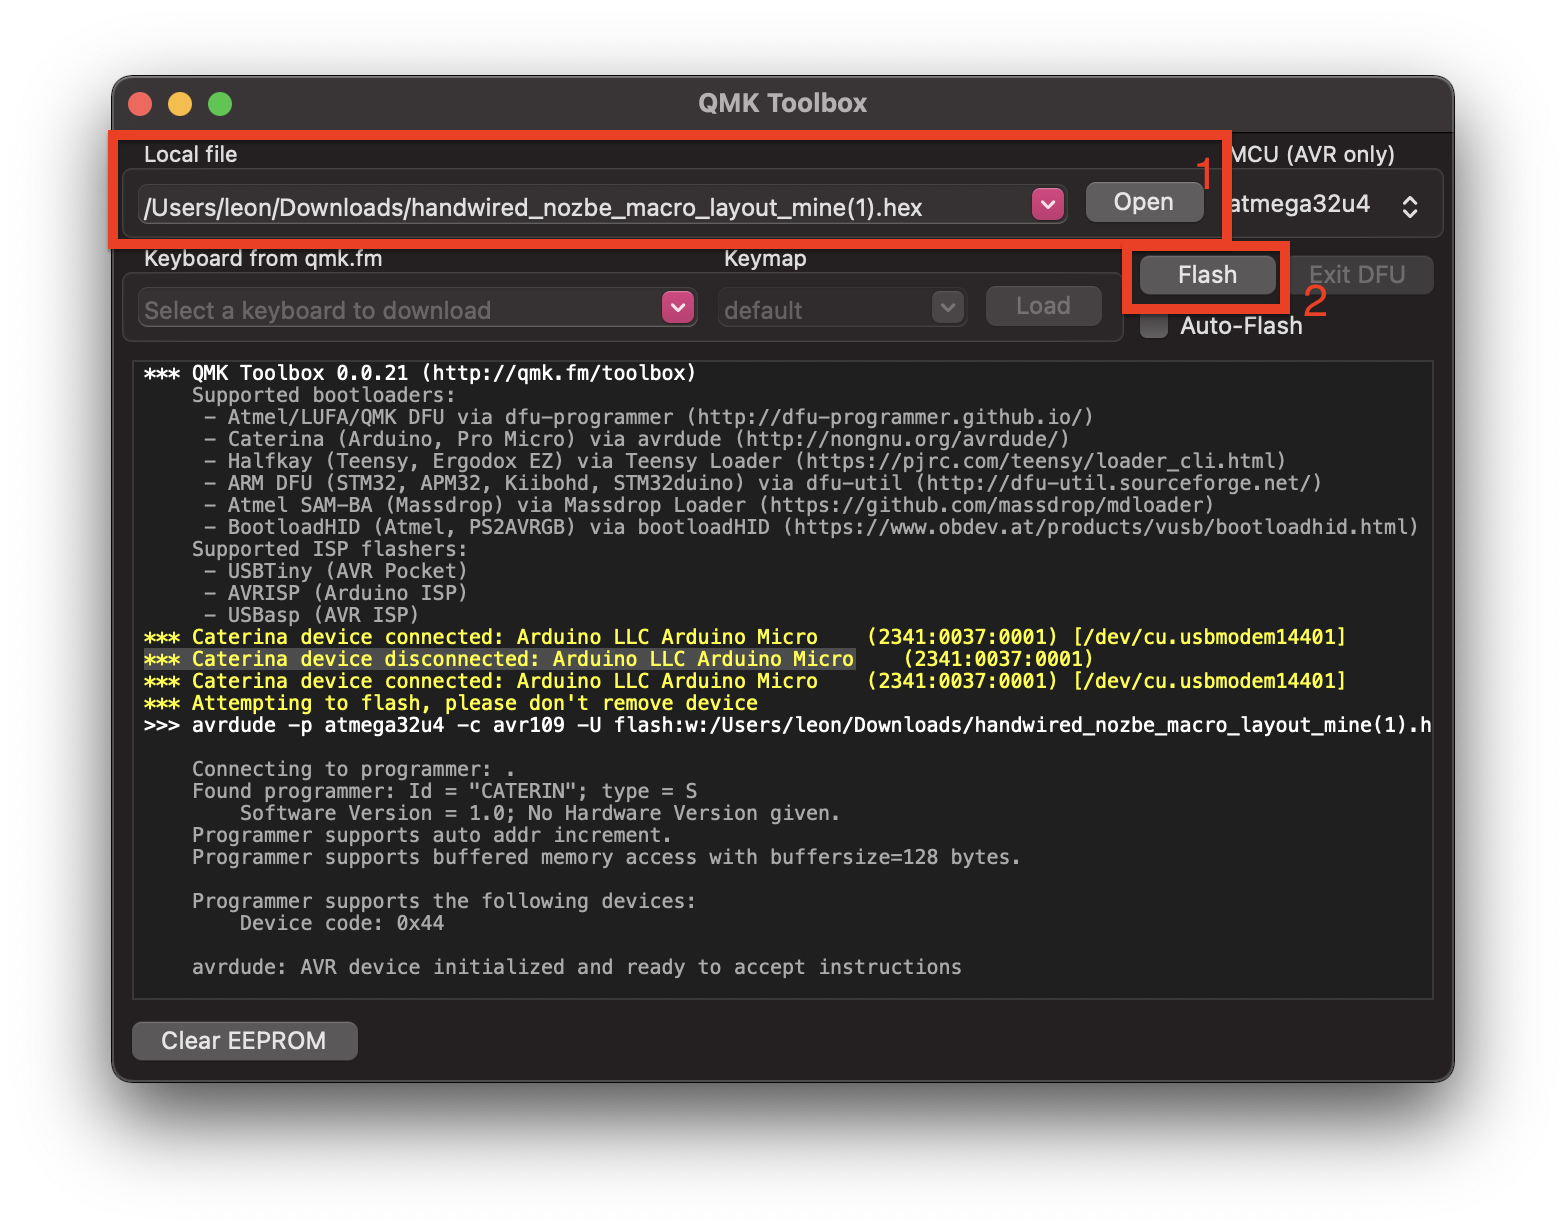 QMK Toolbox
Local file
MCU (AVR only)
/Users/leon/Downloads/handwired_nozbe_macro_layout_mine(1).hex
Open
1
atmega32u4
Keyboard from qmk.fm
Keymap
Flash
Exit DFU
2
Select a keyboard to download
default
Load
Auto-Flash
*** QMK Toolbox 0.0.21 (http://qmk.fm/toolbox)
Supported bootloaders:
- Atmel/LUFA/QMK DFU via dfu-programmer (http://dfu-programmer.github.io/)
- Caterina (Arduino, Pro Micro) via avrdude (http://nongnu.org/avrdude/)
- Halfkay (Teensy, Ergodox EZ) via Teensy Loader (https://pjrc.com/teensy/loader_cli.html)
- ARM DFU (STM32, APM32, Kiibohd, STM32duino) via dfu-util (http://dfu-util.sourceforge.net/)
- Atmel SAM-BA (Massdrop) via Massdrop Loader (https://github.com/massdrop/mdloader)
- BootloadHID (Atmel, PS2AVRGB) via bootloadHID (https://www.obdev.at/products/vusb/bootloadhid.html)
Supported ISP flashers:
- USBTiny (AVR Pocket)
- AVRISP (Arduino ISP)
- USBasp (AVR ISP)
*** Caterina device connected: Arduino LLC Arduino Micro (2341:0037:0001) [/dev/cu.usbmodem14401]
*** Caterina device disconnected: Arduino LLC Arduino Micro (2341:0037:0001)
*** Caterina device connected: Arduino LLC Arduino Micro (2341:0037:0001) [/dev/cu.usbmodem14401]
*** Attempting to flash, please don't remove device
>>> avrdude -p atmega32u4 -c avr109 -U flash:w:/Users/leon/Downloads/handwired_nozbe_macro_layout_mine(1).h
Connecting to programmer: .
Found programmer: Id = "CATERIN"; type = S
Software Version = 1.0; No Hardware Version given.
Programmer supports auto addr increment.
Programmer supports buffered memory access with buffersize=128 bytes.
Programmer supports the following devices:
Device code: 0x44
avrdude: AVR device initialized and ready to accept instructions
Clear EEPROM